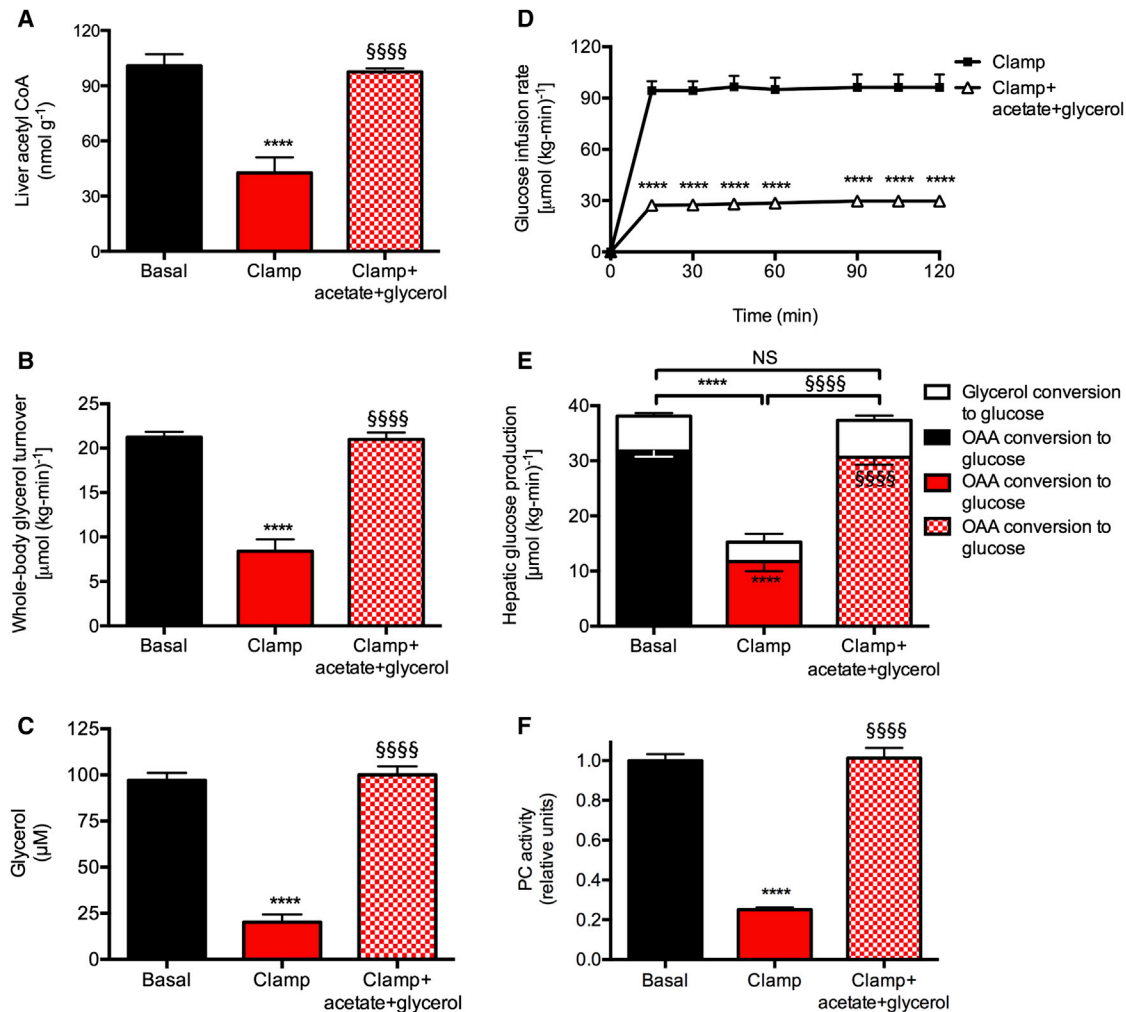 A
Liver acetyl CoA
(nmol g⁻¹)
120
90
60
30
0
****
§§§§
Basal
Clamp
Clamp+
acetate+glycerol
B
Whole-body glycerol turnover
[µmol (kg-min)⁻¹]
25
20
15
10
5
0
****
§§§§
Basal
Clamp
Clamp+
acetate+glycerol
C
Glycerol
(µM)
125
100
75
50
25
0
****
§§§§
Basal
Clamp
Clamp+
acetate+glycerol
D
Glucose infusion rate
[µmol (kg-min)⁻¹]
120
90
60
30
0
**** **** **** **** **** **** ****
0 30 60 90 120
Time (min)
Clamp
Clamp+
acetate+glycerol
E
Hepatic glucose production
[µmol (kg-min)⁻¹]
40
30
20
10
0
NS
**** §§§§
****
§§§§
Basal
Clamp
Clamp+
acetate+glycerol
Glycerol conversion
to glucose
OAA conversion to
glucose
OAA conversion to
glucose
OAA conversion to
glucose
F
PC activity
(relative units)
1.0
0.8
0.6
0.4
0.2
0.0
****
§§§§
Basal
Clamp
Clamp+
acetate+glycerol